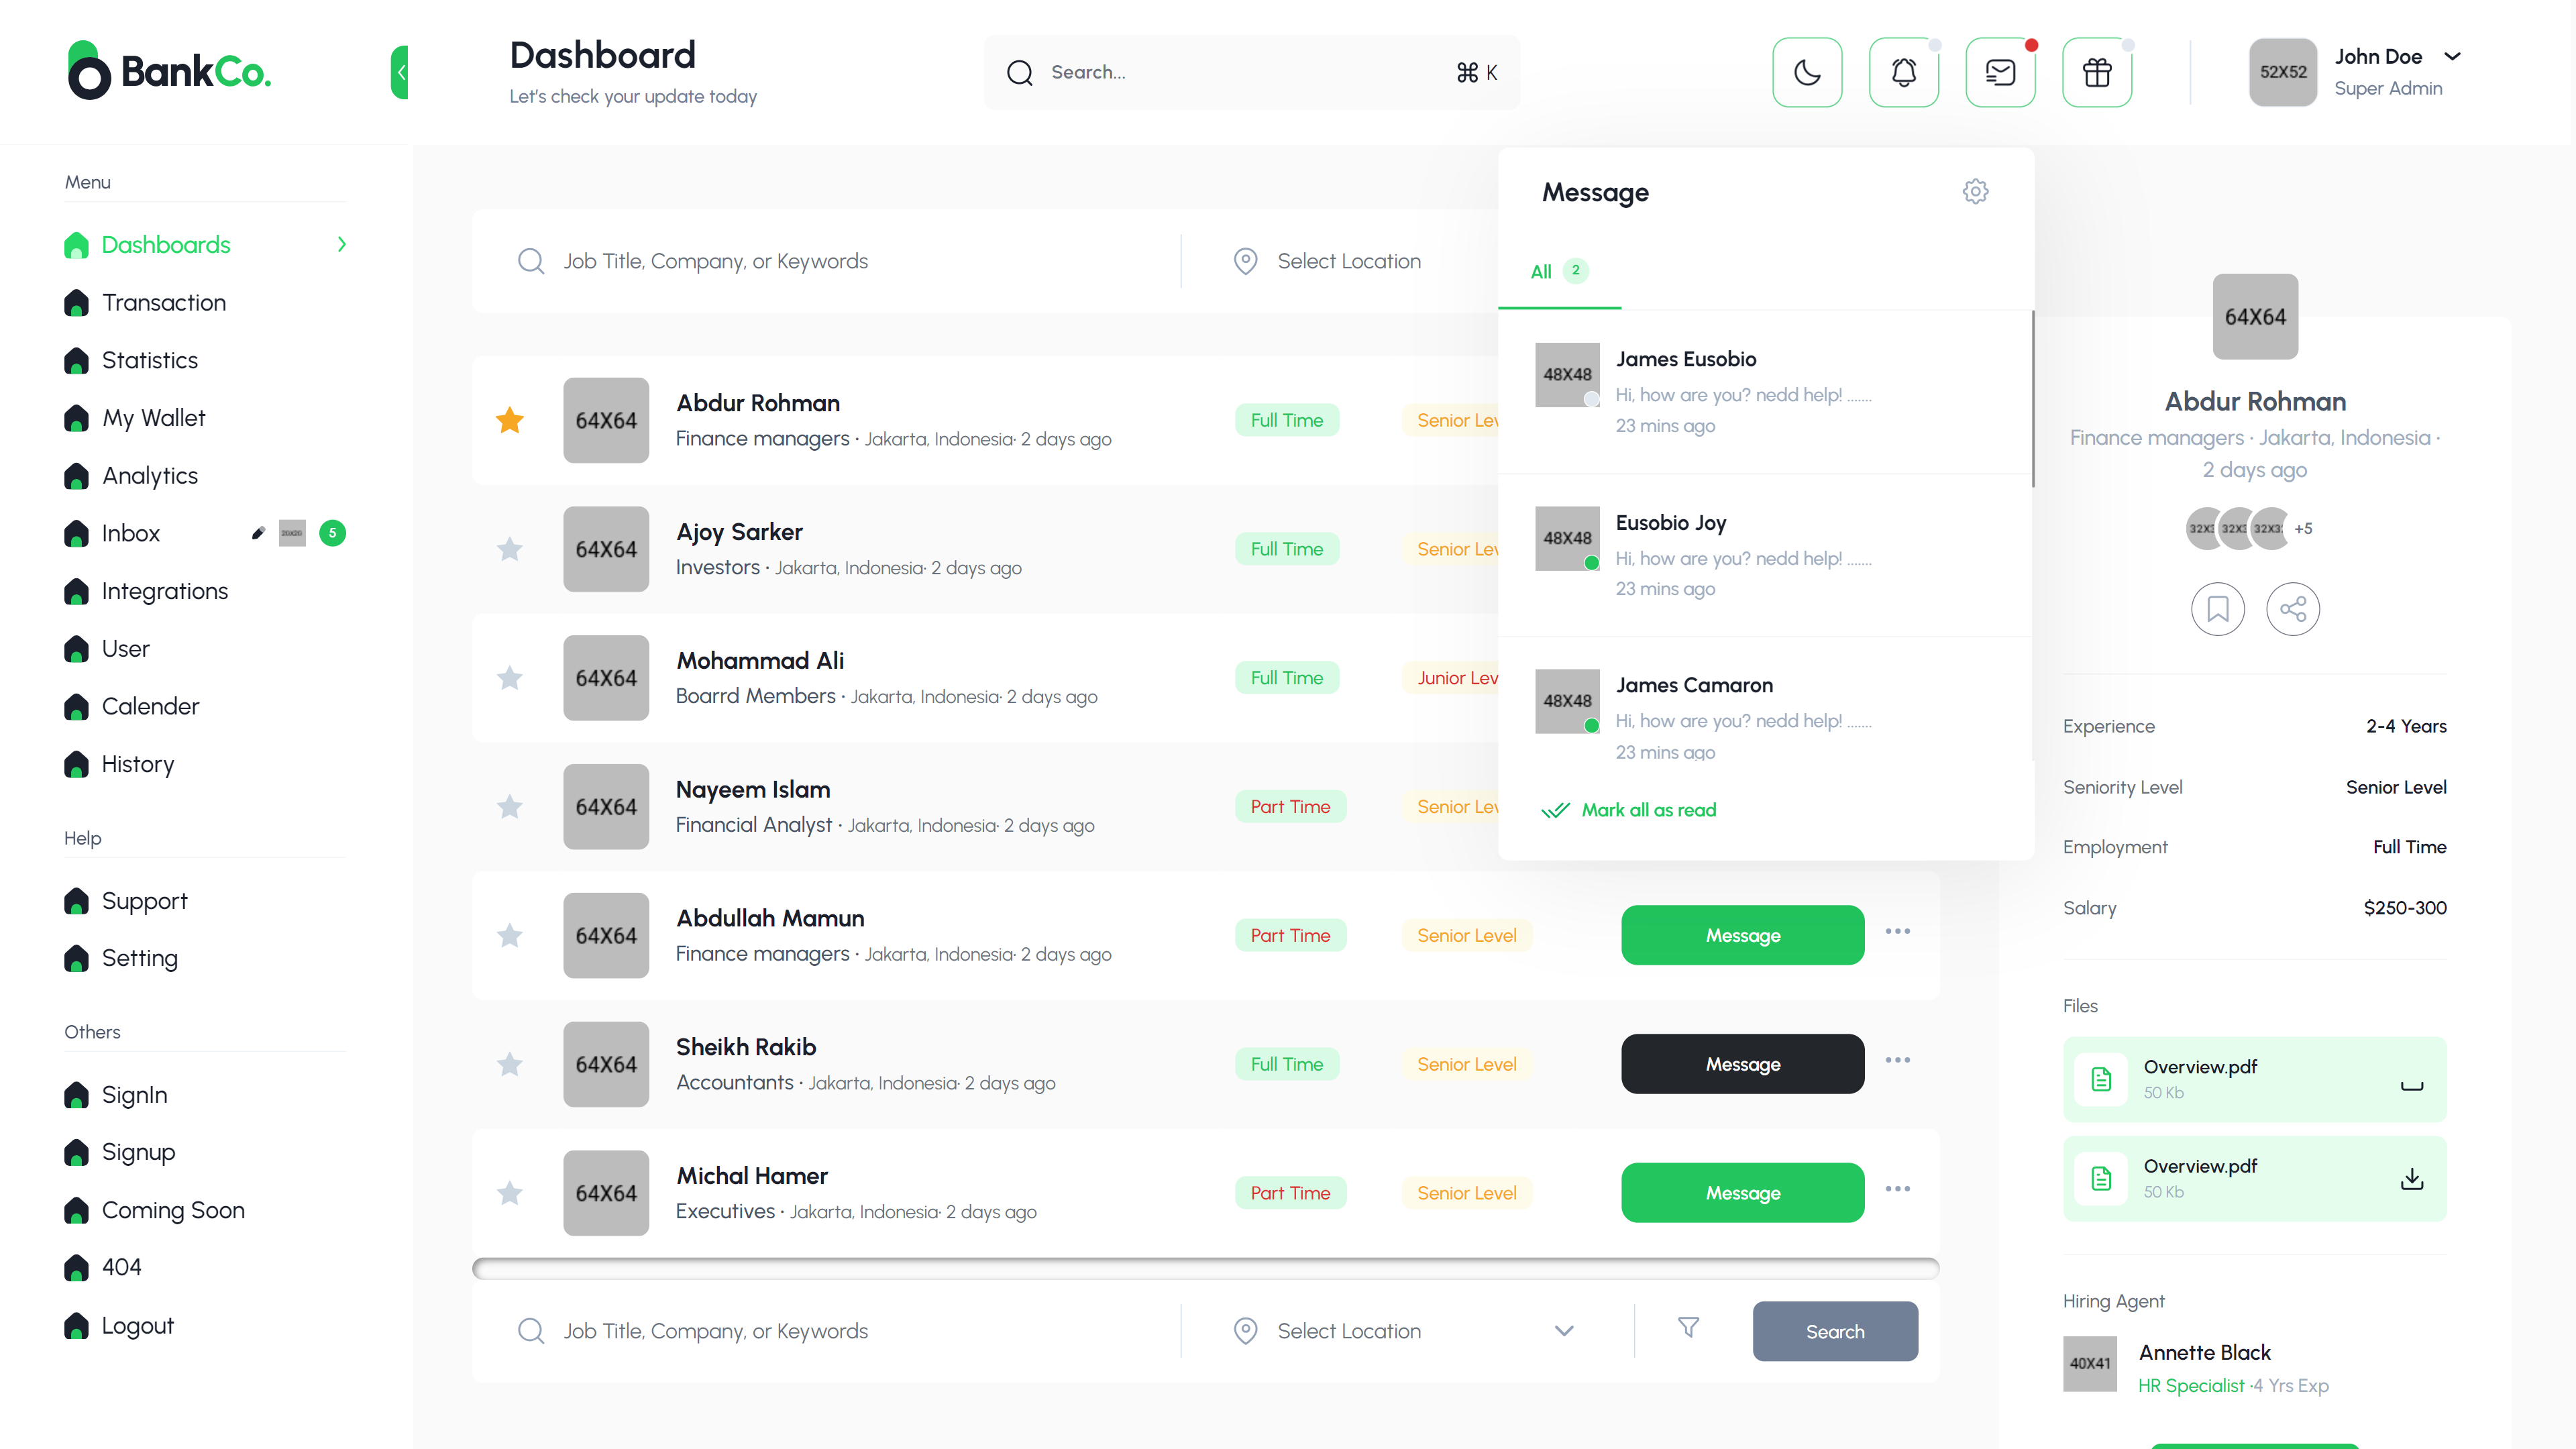 BankCo.
Dashboard
Let's check your update today
Search...
⌘ K
52X52
John Doe
Super Admin
Menu
Dashboards
Transaction
Statistics
My Wallet
Analytics
Inbox
5
Integrations
User
Calender
History
Help
Support
Setting
Others
SignIn
Signup
Coming Soon
404
Logout
Job Title, Company, or Keywords
Select Location
64X64
Abdur Rohman
Finance managers · Jakarta, Indonesia· 2 days ago
Full Time
Senior Lev
64X64
Ajoy Sarker
Investors · Jakarta, Indonesia· 2 days ago
Full Time
Senior Lev
64X64
Mohammad Ali
Boarrd Members · Jakarta, Indonesia· 2 days ago
Full Time
Junior Lev
64X64
Nayeem Islam
Financial Analyst · Jakarta, Indonesia· 2 days ago
Part Time
Senior Lev
64X64
Abdullah Mamun
Finance managers · Jakarta, Indonesia· 2 days ago
Part Time
Senior Level
Message
64X64
Sheikh Rakib
Accountants · Jakarta, Indonesia· 2 days ago
Full Time
Senior Level
Message
64X64
Michal Hamer
Executives · Jakarta, Indonesia· 2 days ago
Part Time
Senior Level
Message
Job Title, Company, or Keywords
Select Location
Search
Message
All 2
48X48
James Eusobio
Hi, how are you? nedd help! .......
23 mins ago
48X48
Eusobio Joy
Hi, how are you? nedd help! .......
23 mins ago
48X48
James Camaron
Hi, how are you? nedd help! .......
23 mins ago
Mark all as read
64X64
Abdur Rohman
Finance managers · Jakarta, Indonesia ·
2 days ago
32X3 32X3 32X3 +5
Experience
2-4 Years
Seniority Level
Senior Level
Employment
Full Time
Salary
$250-300
Files
Overview.pdf
50 Kb
Overview.pdf
50 Kb
Hiring Agent
40X41
Annette Black
HR Specialist ·4 Yrs Exp